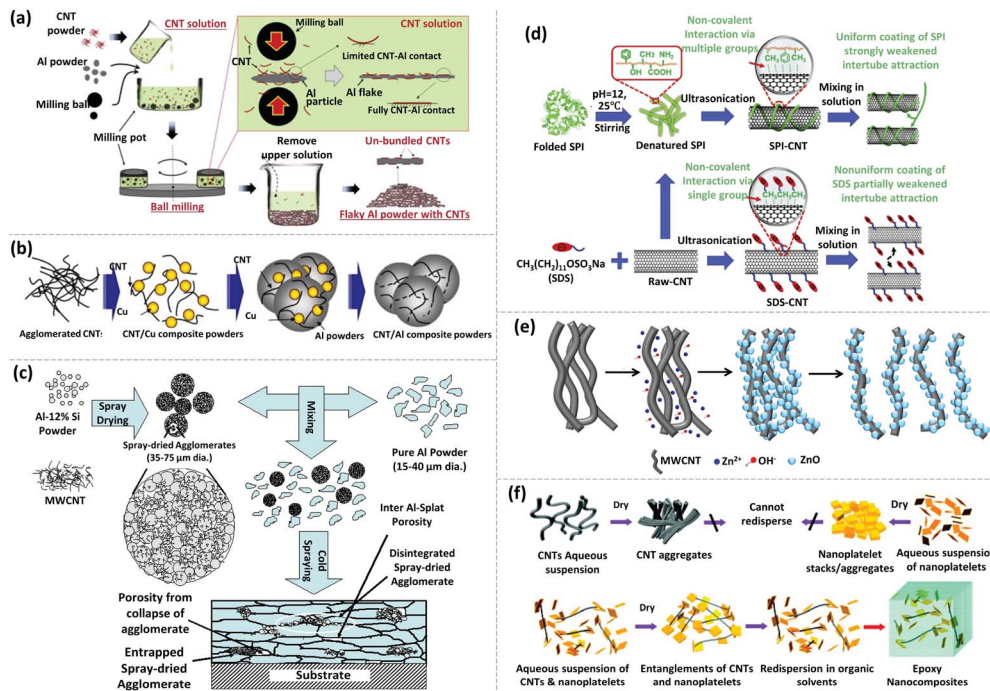 (a)
CNT
powder
CNT solution
Al powder
Milling ball
Milling pot
Ball milling
CNT solution
Milling ball
CNT
Limited CNT-Al contact
Al
particle
Al flake
Fully CNT-Al contact
Remove
upper solution
Un-bundled CNTs
Flaky Al powder with CNTs
(b)
CNT
Cu
CNT
Cu
Al powders
Agglomerated CNTs
CNT/Cu composite powders
CNT/Al composite powders
(c)
Al-12% Si
Powder
MWCNT
Spray
Drying
Spray-dried Agglomerates
(35-75 µm dia.)
Mixing
Pure Al Powder
(15-40 µm dia.)
Cold
Spraying
Inter Al-Splat
Porosity
Disintegrated
Spray-dried
Agglomerate
Porosity from
collapse of
agglomerate
Entrapped
Spray-dried
Agglomerate
Substrate
(d)
Folded SPI
pH=12,
25℃
Stirring
CH₃ NH₂
OH COOH
Denatured SPI
Non-covalent
Interaction via
multiple groups
Ultrasonication
CH₃ CH₃
SPI-CNT
Uniform coating of SPI
strongly weakened
intertube attraction
Mixing in
solution
Non-covalent
Interaction via
single group
CH₃CH₂CH₃
Nonuniform coating of
SDS partially weakened
intertube attraction
CH₃(CH₂)₁₁OSO₃Na
(SDS)
Raw-CNT
Ultrasonication
SDS-CNT
Mixing in
solution
(e)
MWCNT
Zn²⁺
OH⁻
ZnO
(f)
CNTs Aqueous
suspension
Dry
CNT aggregates
Cannot
redisperse
Nanoplatelet
stacks/aggregates
Dry
Aqueous suspension
of nanoplatelets
Aqueous suspension of
CNTs & nanoplatelets
Dry
Entanglements of CNTs
and nanoplatelets
Redispersion in organic
solvents
Epoxy
Nanocomposites